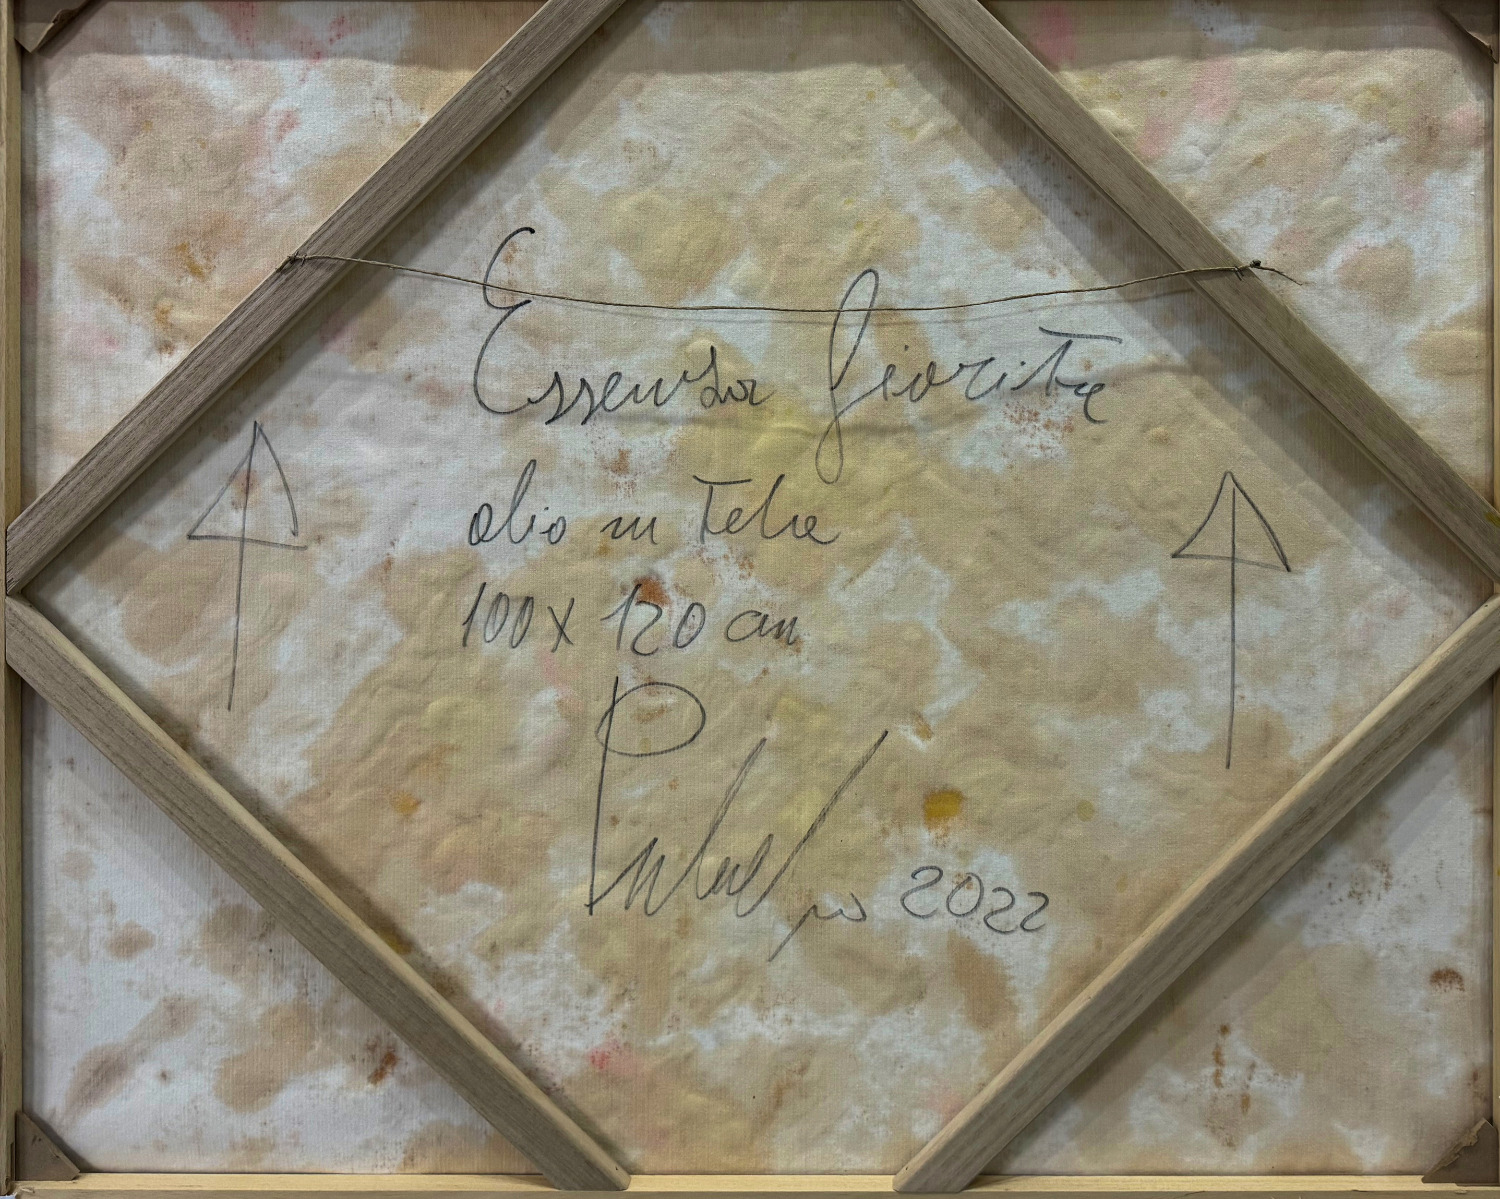 Essenza fiorita
olio su tela
100 x 120 cm
2022